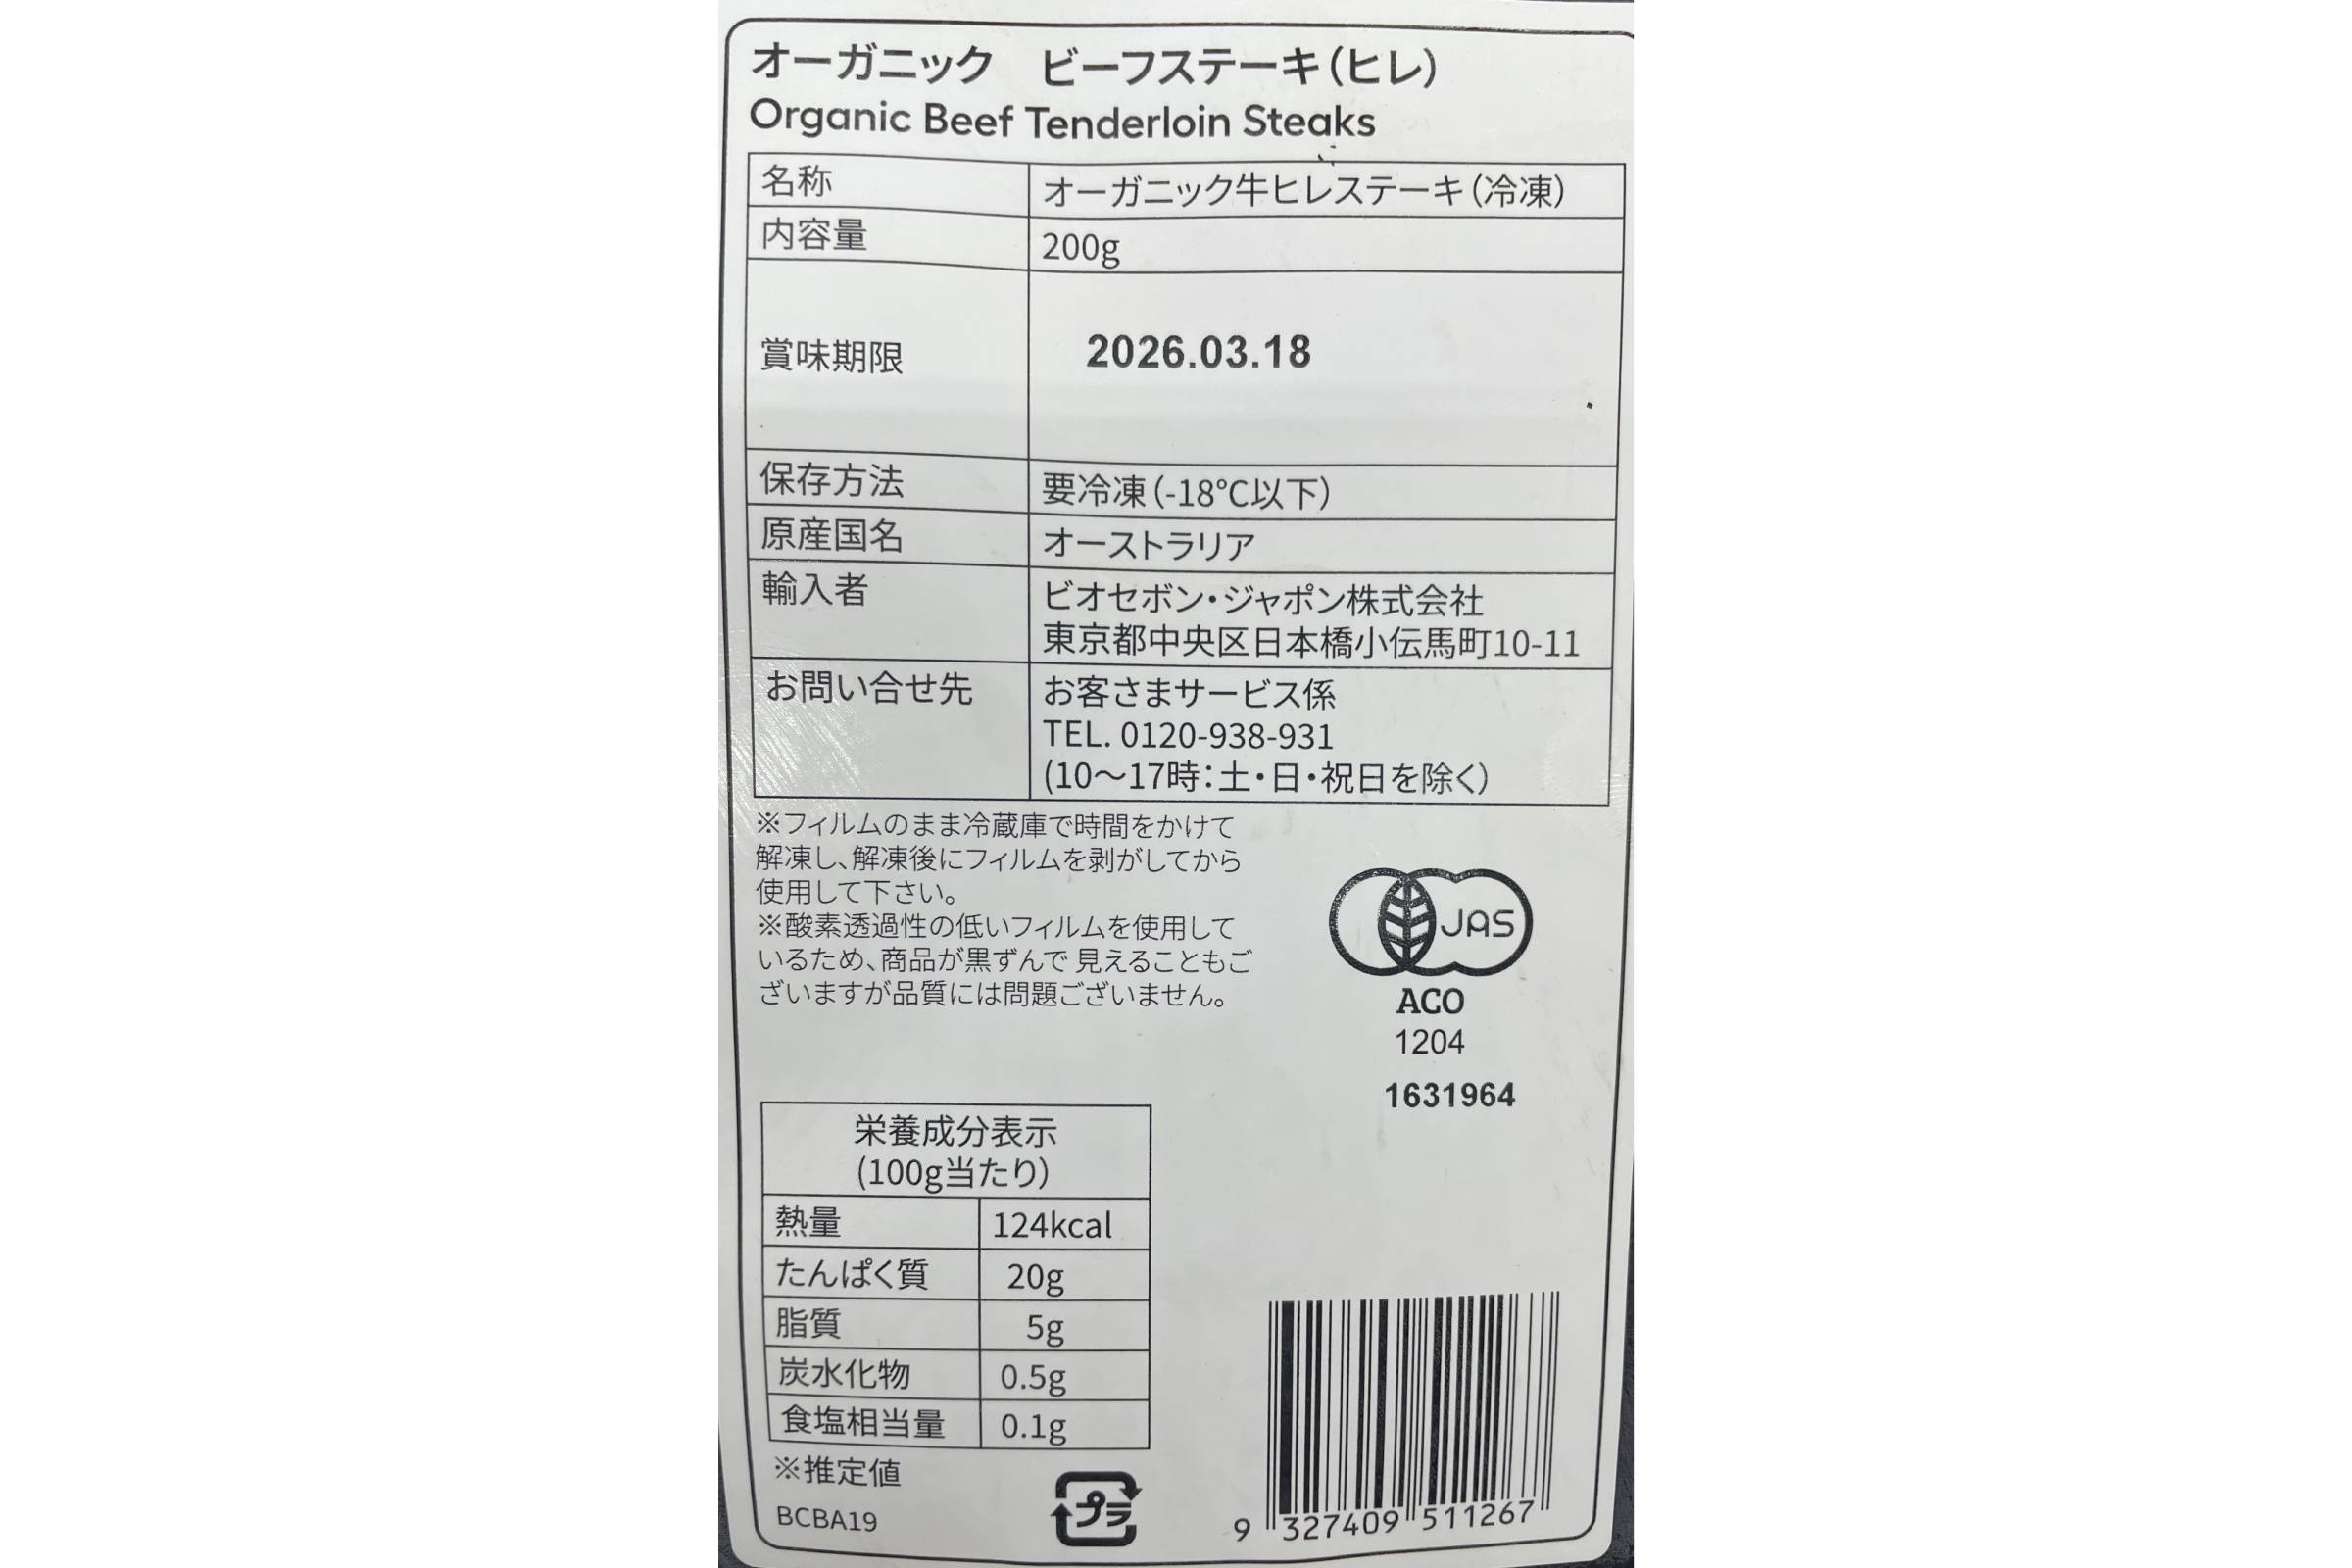 オーガニック　ビーフステーキ（ヒレ）
Organic Beef Tenderloin Steaks
名称 オーガニック牛ヒレステーキ（冷凍）
内容量 200g
賞味期限 2026.03.18
保存方法 要冷凍（-18℃以下）
原産国名 オーストラリア
輸入者 ビオセボン・ジャポン株式会社
東京都中央区日本橋小伝馬町10-11
お問い合せ先 お客さまサービス係
TEL. 0120-938-931
(10〜17時：土・日・祝日を除く）
※フィルムのまま冷蔵庫で時間をかけて
解凍し、解凍後にフィルムを剥がしてから
使用して下さい。
※酸素透過性の低いフィルムを使用して
いるため、商品が黒ずんで 見えることもご
ざいますが品質には問題ございません。
JAS
ACO
1204
1631964
栄養成分表示
(100g当たり）
熱量 124kcal
たんぱく質 20g
脂質 5g
炭水化物 0.5g
食塩相当量 0.1g
※推定値
BCBA19
プラ
9 327409 511267